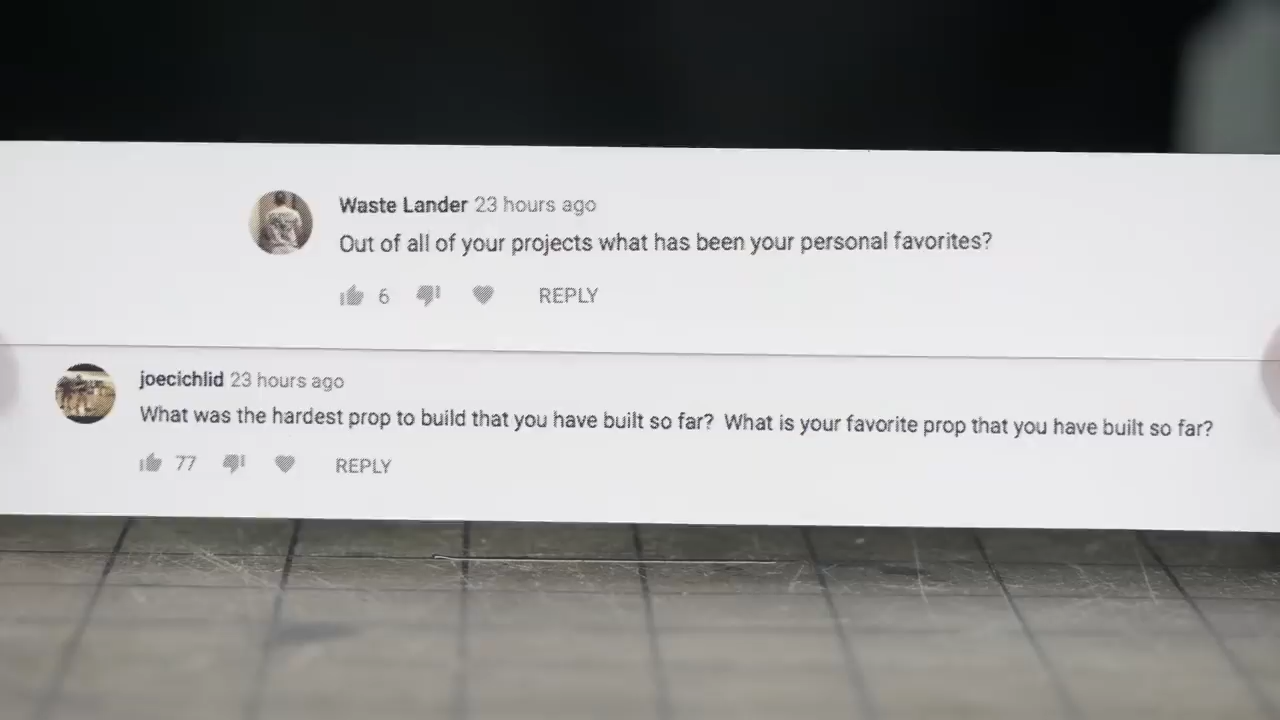 Waste Lander 23 hours ago
Out of all of your projects what has been your personal favorites?
6 REPLY
joecichlid 23 hours ago
What was the hardest prop to build that you have built so far? What is your favorite prop that you have built so far?
77 REPLY